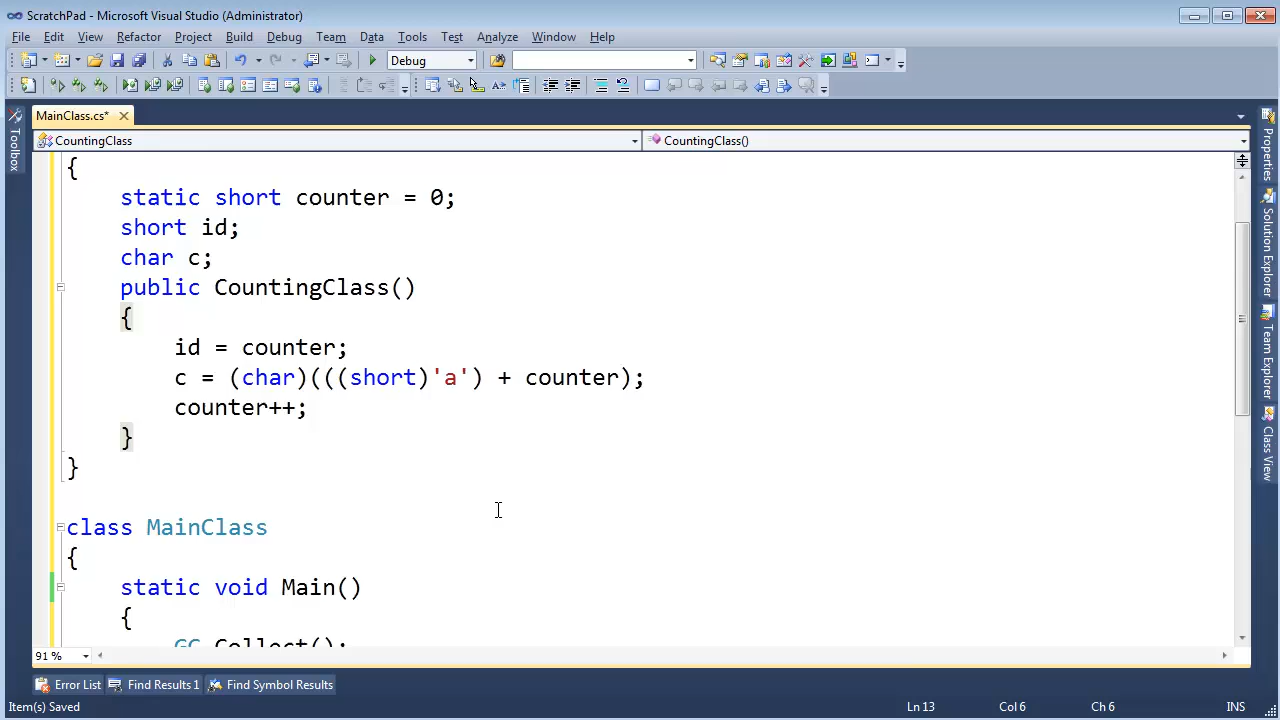 ScratchPad - Microsoft Visual Studio (Administrator)
File Edit View Refactor Project Build Debug Team Data Tools Test Analyze Window Help
Debug
MainClass.cs*
CountingClass CountingClass()
{
static short counter = 0;
short id;
char c;
public CountingClass()
{
id = counter;
c = (char)(((short)'a') + counter);
counter++;
}
}
class MainClass
{
static void Main()
{
GC.Collect();
91 %
Error List Find Results 1 Find Symbol Results
Item(s) Saved Ln 13 Col 6 Ch 6 INS
Toolbox
Properties
Solution Explorer
Team Explorer
Class View